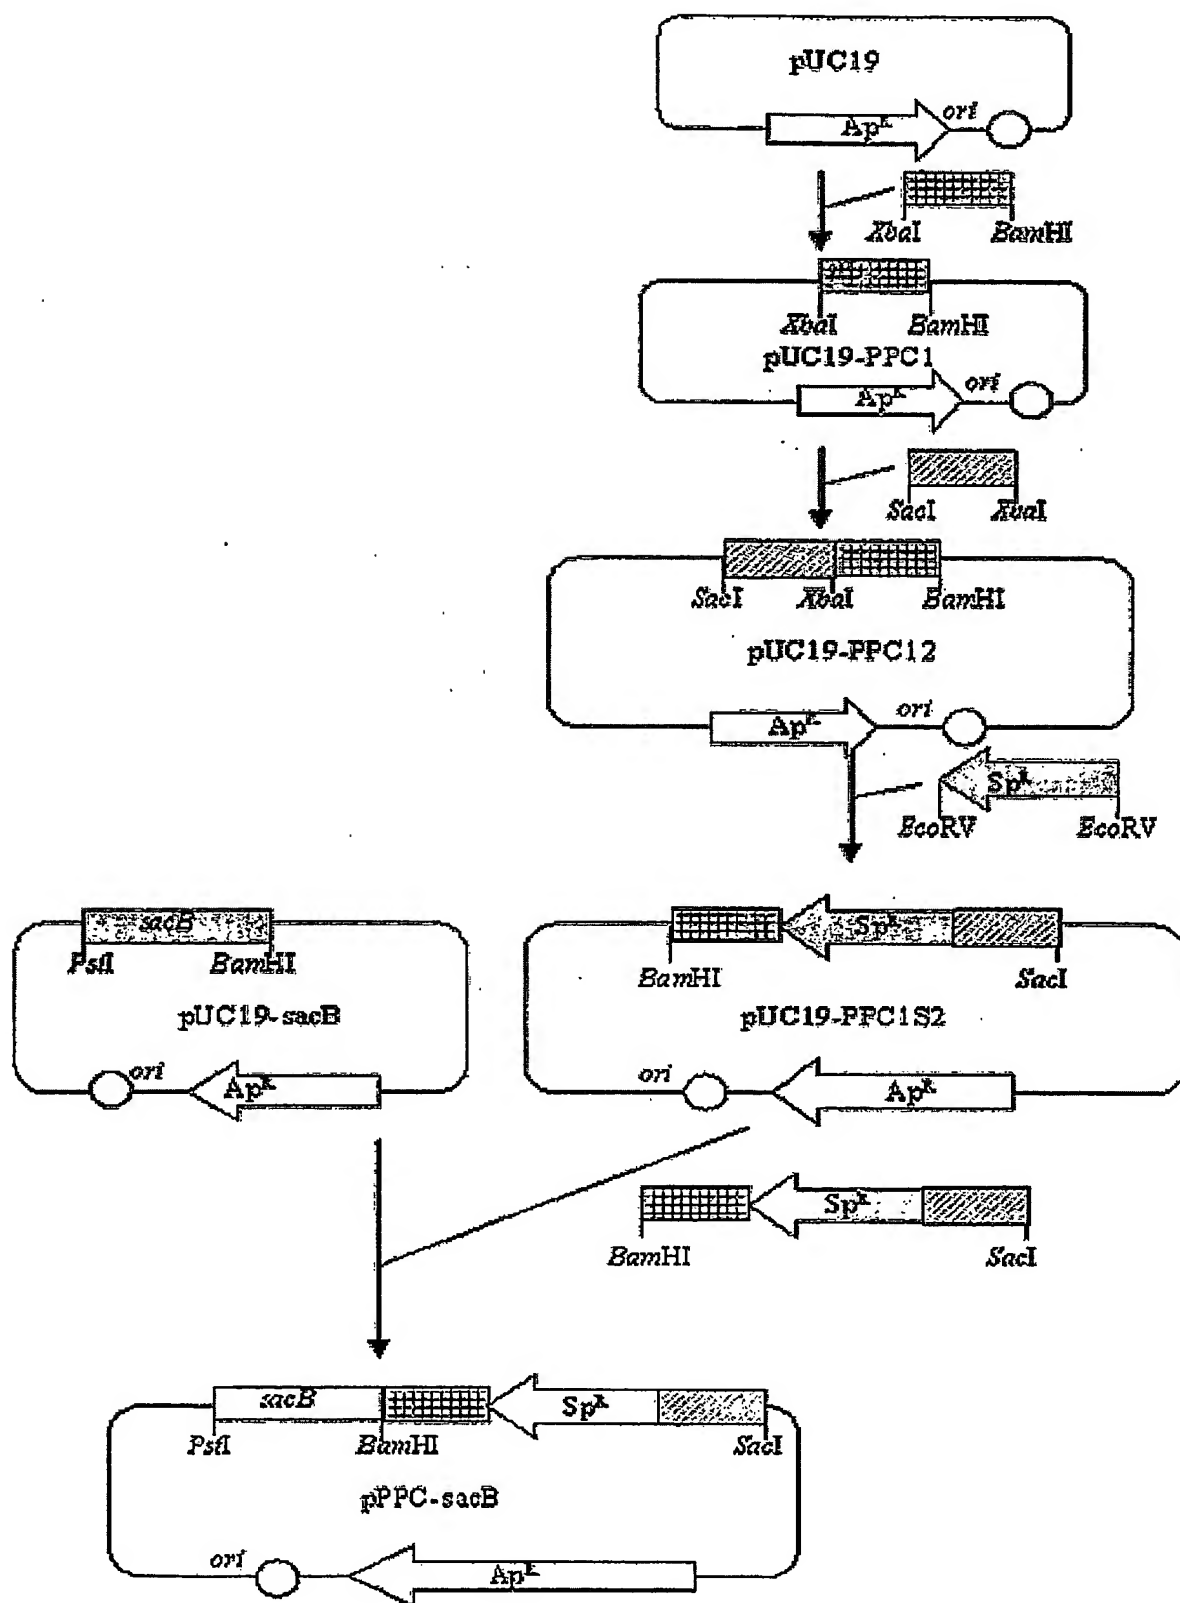 pUC19
Ap^R ori
XbaI BamHI
XbaI BamHI
pUC19-PPC1
Ap^R ori
SacI XbaI
SacI XbaI BamHI
pUC19-PPC12
Ap^R ori
Sp^R
EcoRV EcoRV
sacB
PstI BamHI
pUC19-sacB
ori Ap^R
Sp^R
BamHI SacI
pUC19-PPC1S2
ori Ap^R
Sp^R
BamHI SacI
sacB Sp^R
PstI BamHI SacI
pPPC-sacB
ori Ap^R